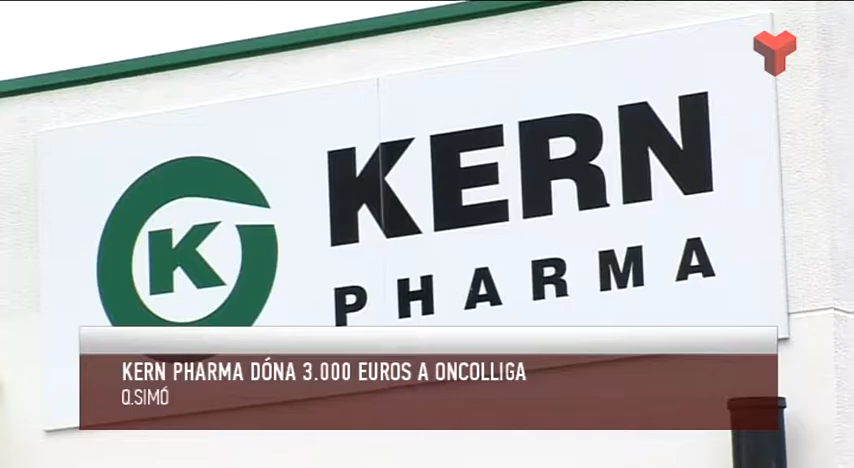 K
KERN
PHARMA
KERN PHARMA DÓNA 3.000 EUROS A ONCOLLIGA
Q.SIMÓ